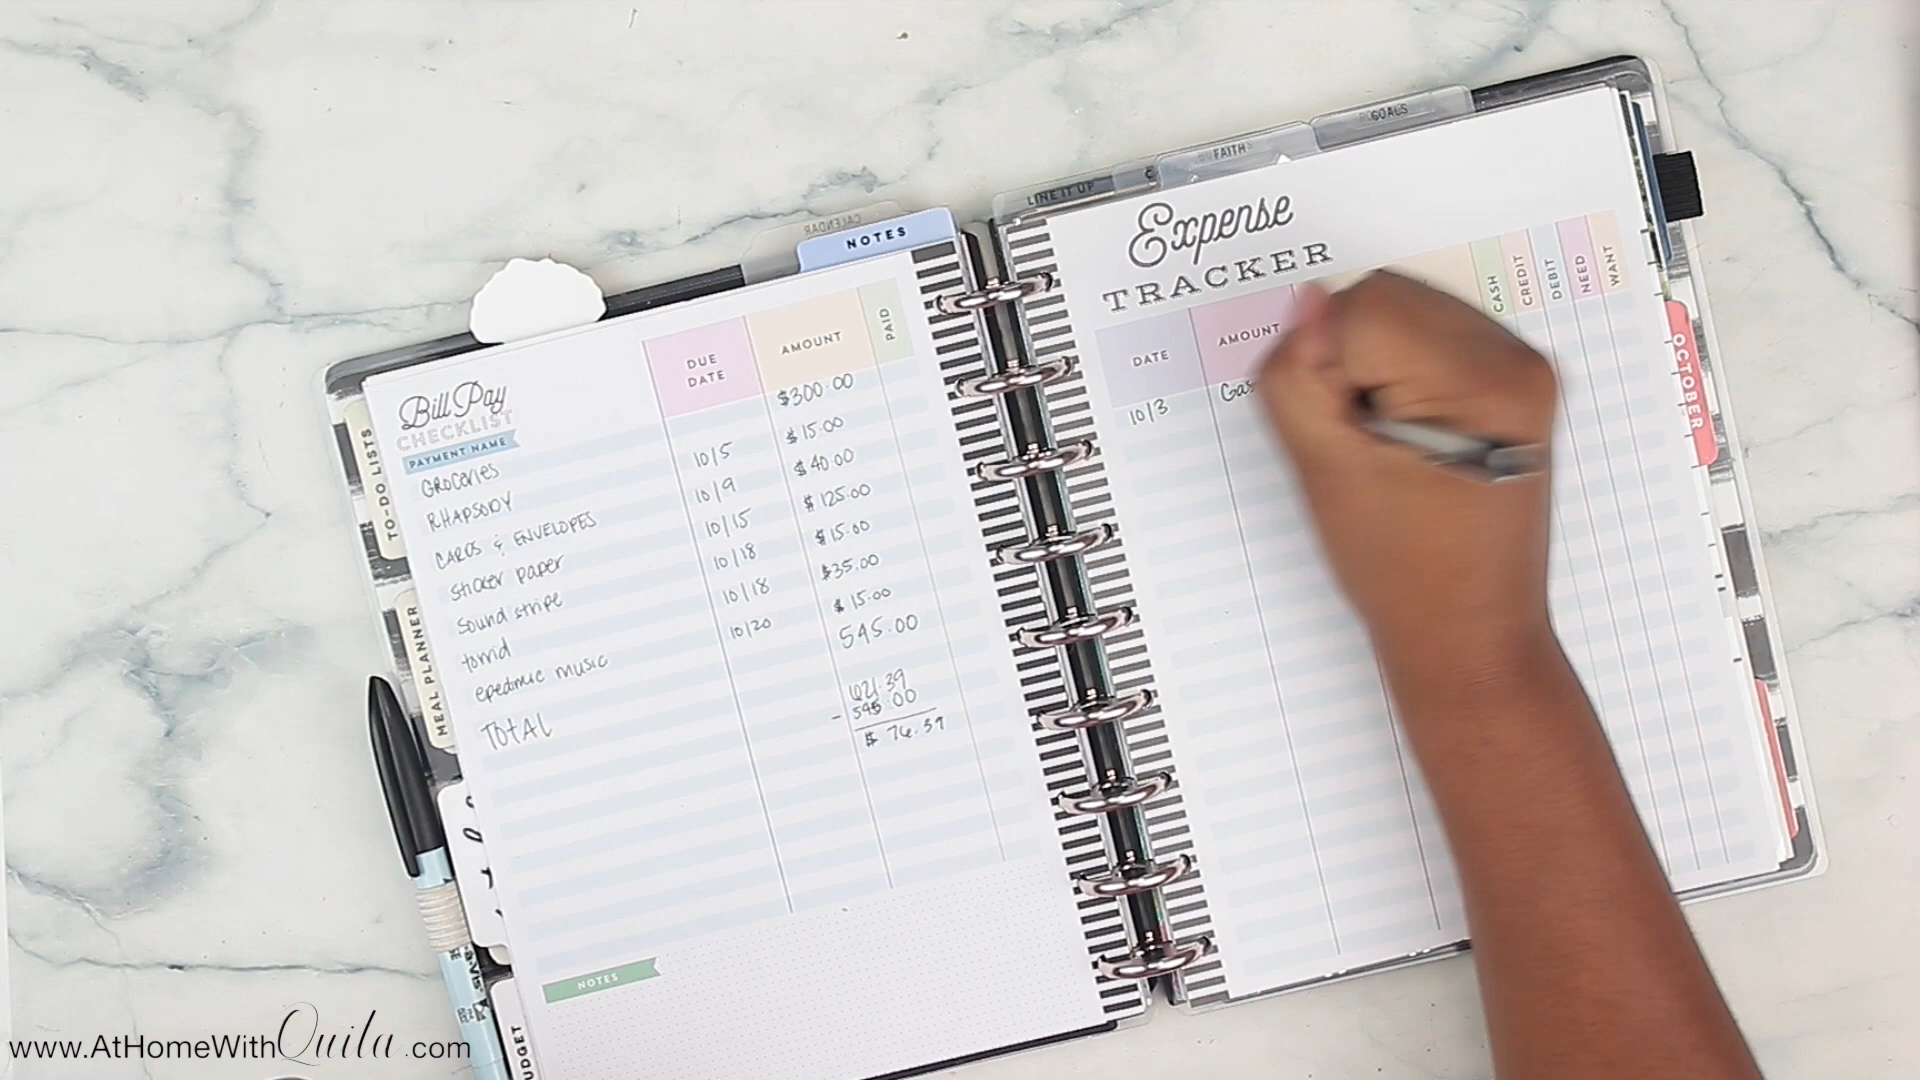 CALENDAR
NOTES
Bill Pay
CHECKLIST
PAYMENT NAME
DUE DATE
AMOUNT
PAID
GROCERIES $300.00
RHAPSODY 10/5 $15.00
CARDS & ENVELOPES 10/9 $40.00
sticker paper 10/15 $125.00
sound stripe 10/18 $15.00
torrid 10/18 $35.00
epedimic music 10/20 $15.00
TOTAL 545.00
621.39
- 545.00
$ 76.39
NOTES
TO-DO LISTS
MEAL PLANNER
LINE IT UP
FAITH
GOALS
Expense
TRACKER
DATE
AMOUNT
CASH
CREDIT
DEBIT
NEED
WANT
10/3 Gas
OCTOBER
www.AtHomeWithQuila.com